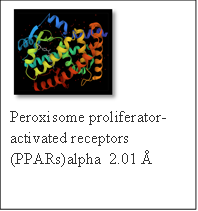 Peroxisome proliferator-
activated receptors
(PPARs)alpha  2.01 Å